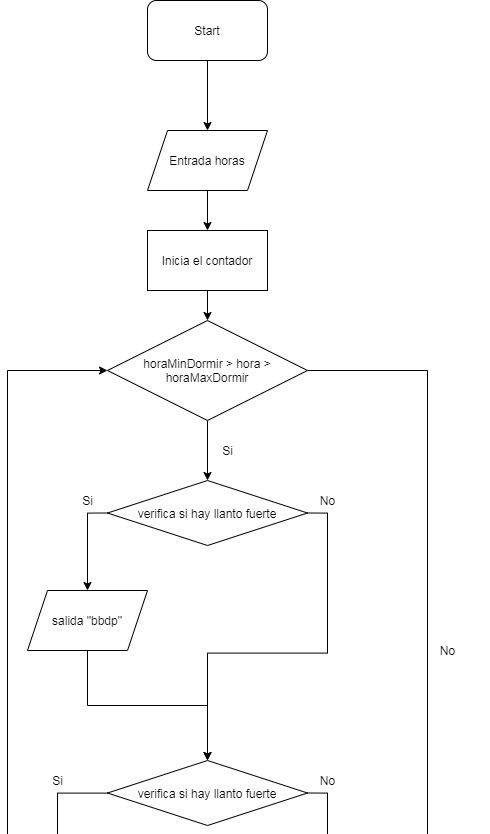 Start
Entrada horas
Inicia el contador
horaMinDormir > hora >
horaMaxDormir
Si
Si
No
verifica si hay llanto fuerte
salida "bbdp"
No
Si
No
verifica si hay llanto fuerte